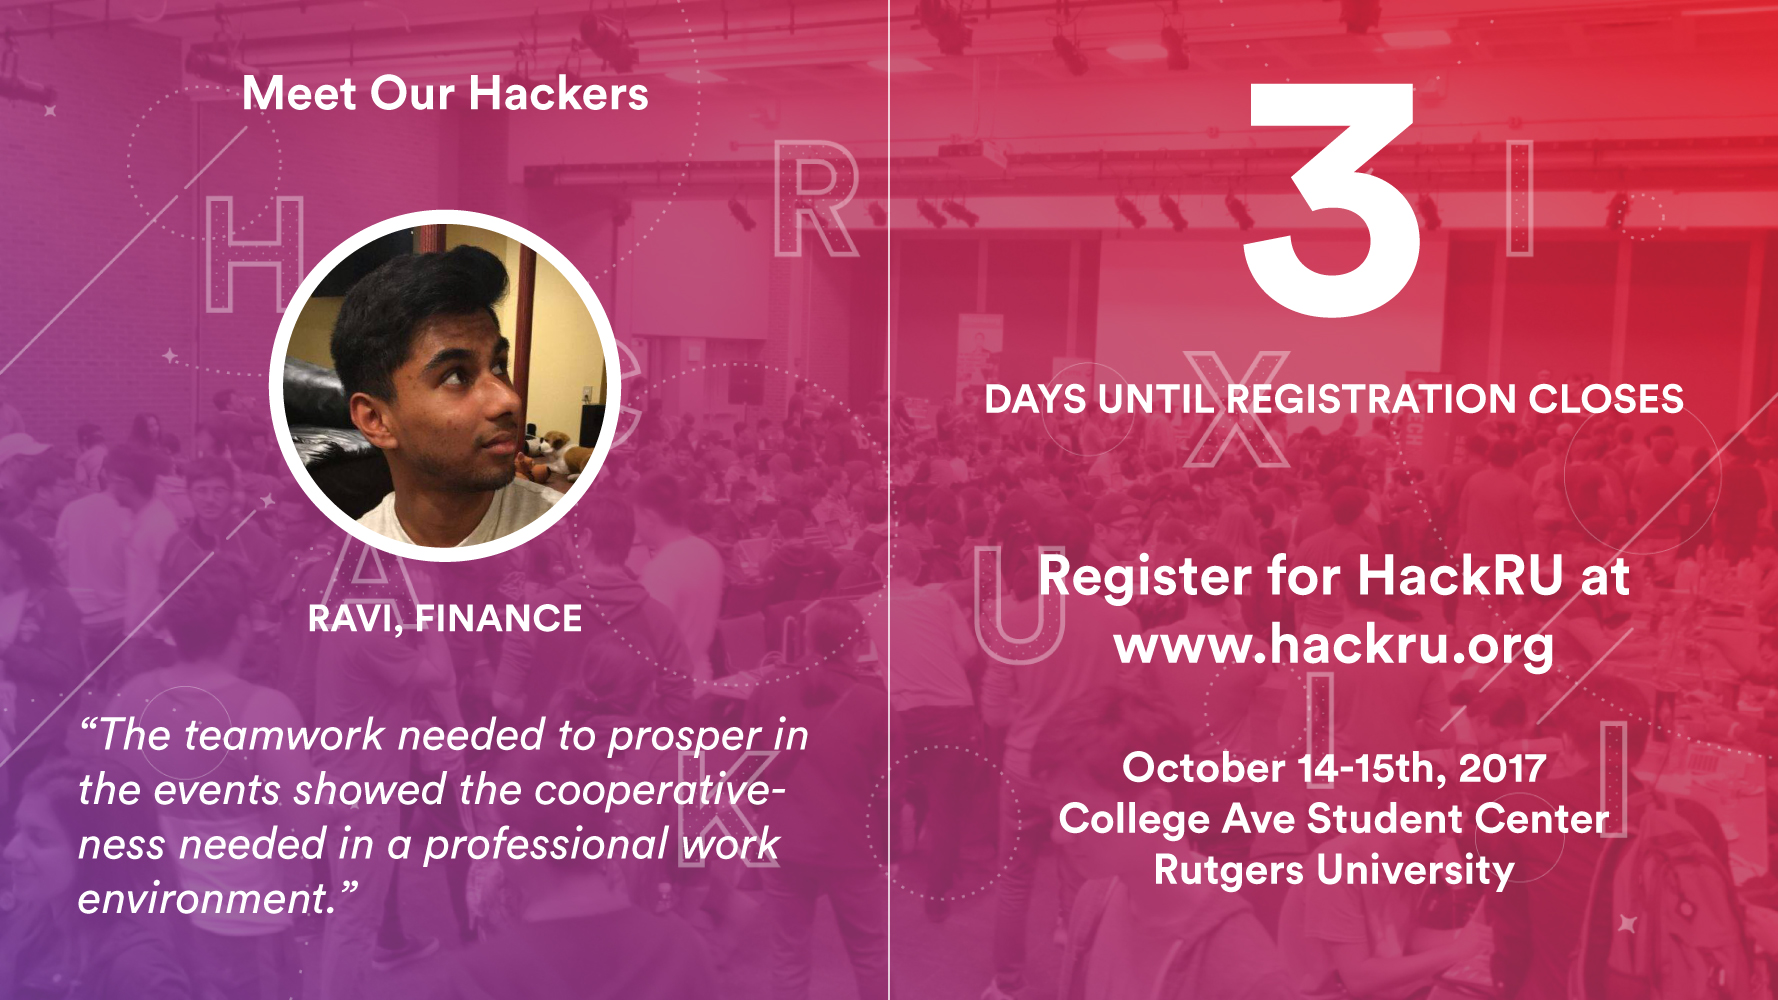 Meet Our Hackers
RAVI, FINANCE
“The teamwork needed to prosper in
the events showed the cooperative-
ness needed in a professional work
environment.”
3
DAYS UNTIL REGISTRATION CLOSES
Register for HackRU at
www.hackru.org
October 14-15th, 2017
College Ave Student Center
Rutgers University
H
R
C
A
K
I
X
U
I
I